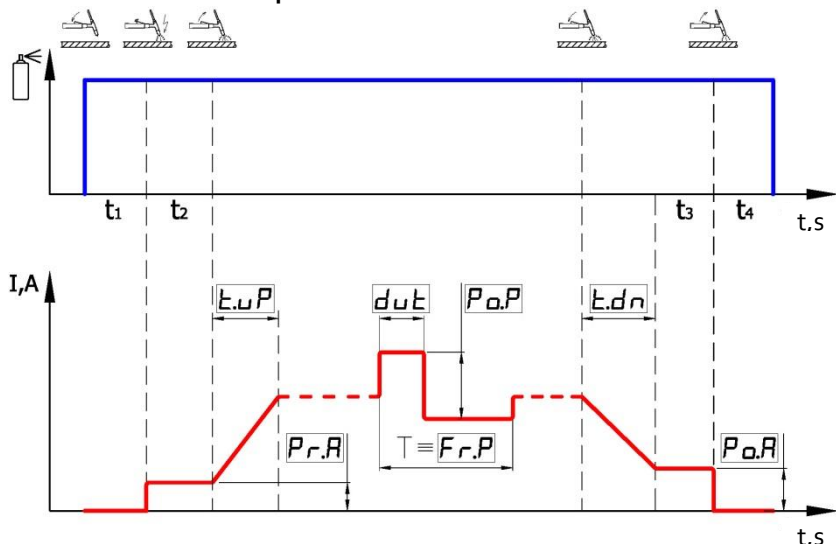 t1
t2
t3
t4
t,s
I,A
t.uP
dut
Po.P
t.dn
Pr.A
T≡Fr.P
Po.A
t,s